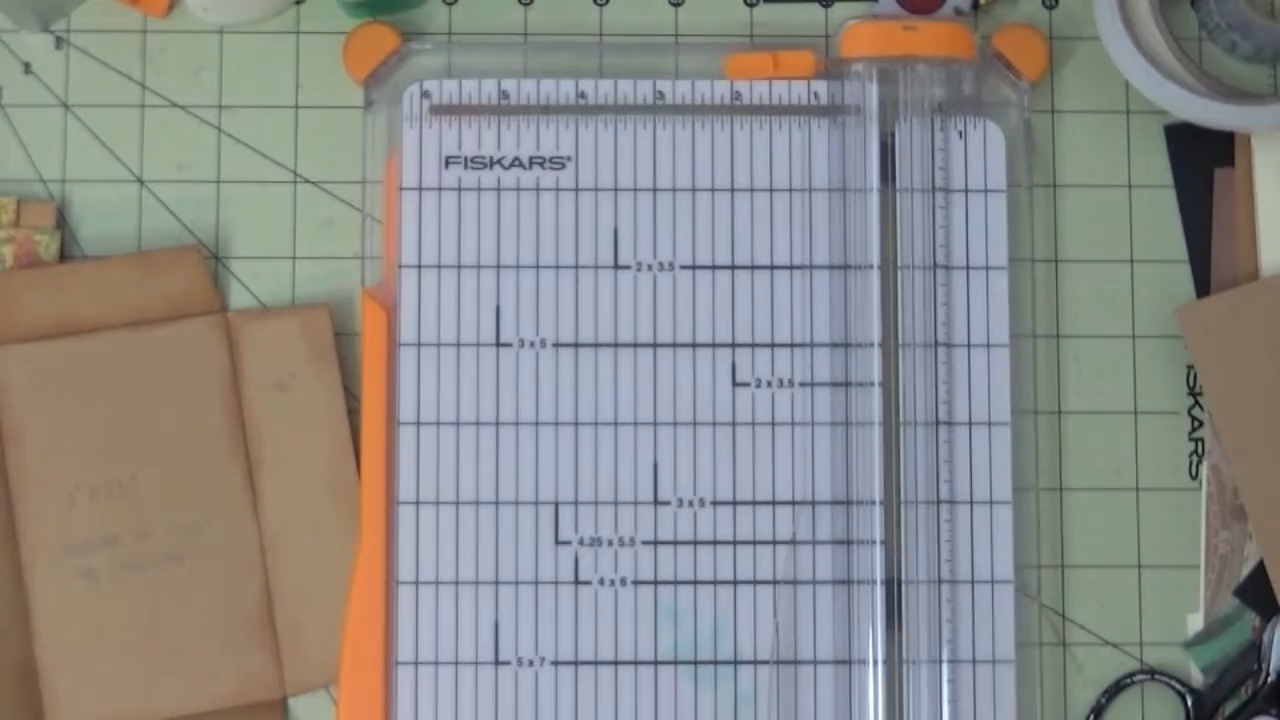 6 5 4 3 2 1
1
FISKARS®
2 x 3.5
3 x 5
2 x 3.5
3 x 5
4.25 x 5.5
4 x 6
5 x 7
SKARS